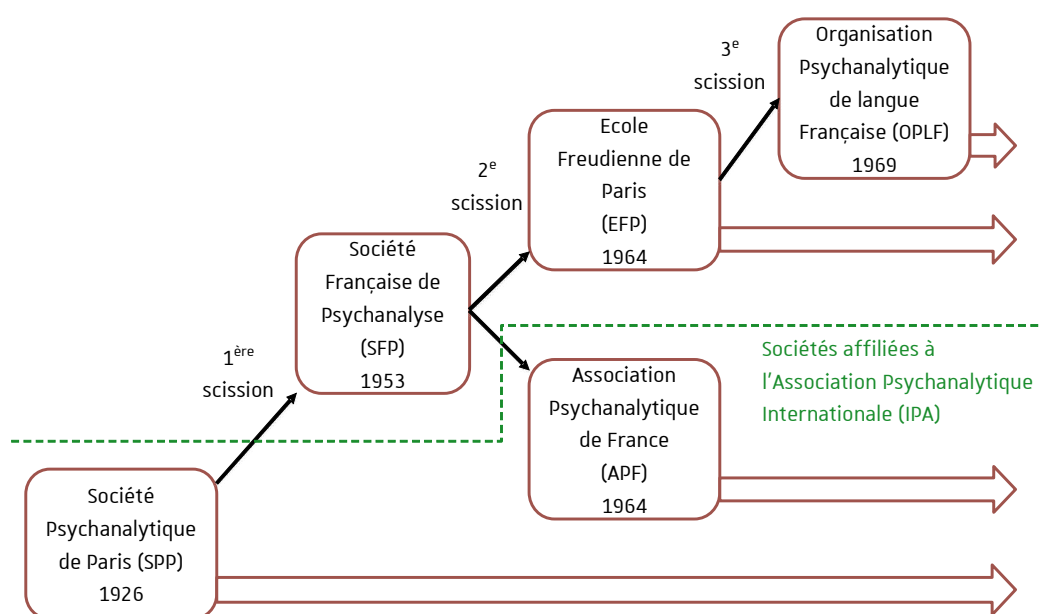 Organisation
Psychanalytique
de langue
Française (OPLF)
1969
3e
scission
Ecole
Freudienne de
Paris
(EFP)
1964
2e
scission
Société
Française de
Psychanalyse
(SFP)
1953
1ère
scission
Sociétés affiliées à
l'Association Psychanalytique
Internationale (IPA)
Association
Psychanalytique
de France
(APF)
1964
Société
Psychanalytique
de Paris (SPP)
1926